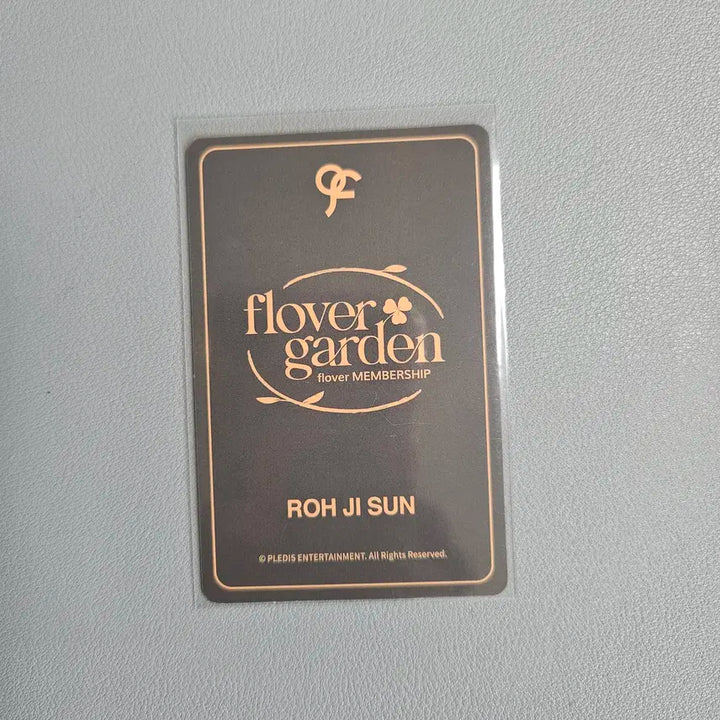 flover
garden
flover MEMBERSHIP
ROH JI SUN
© PLEDIS ENTERTAINMENT. All Rights Reserved.